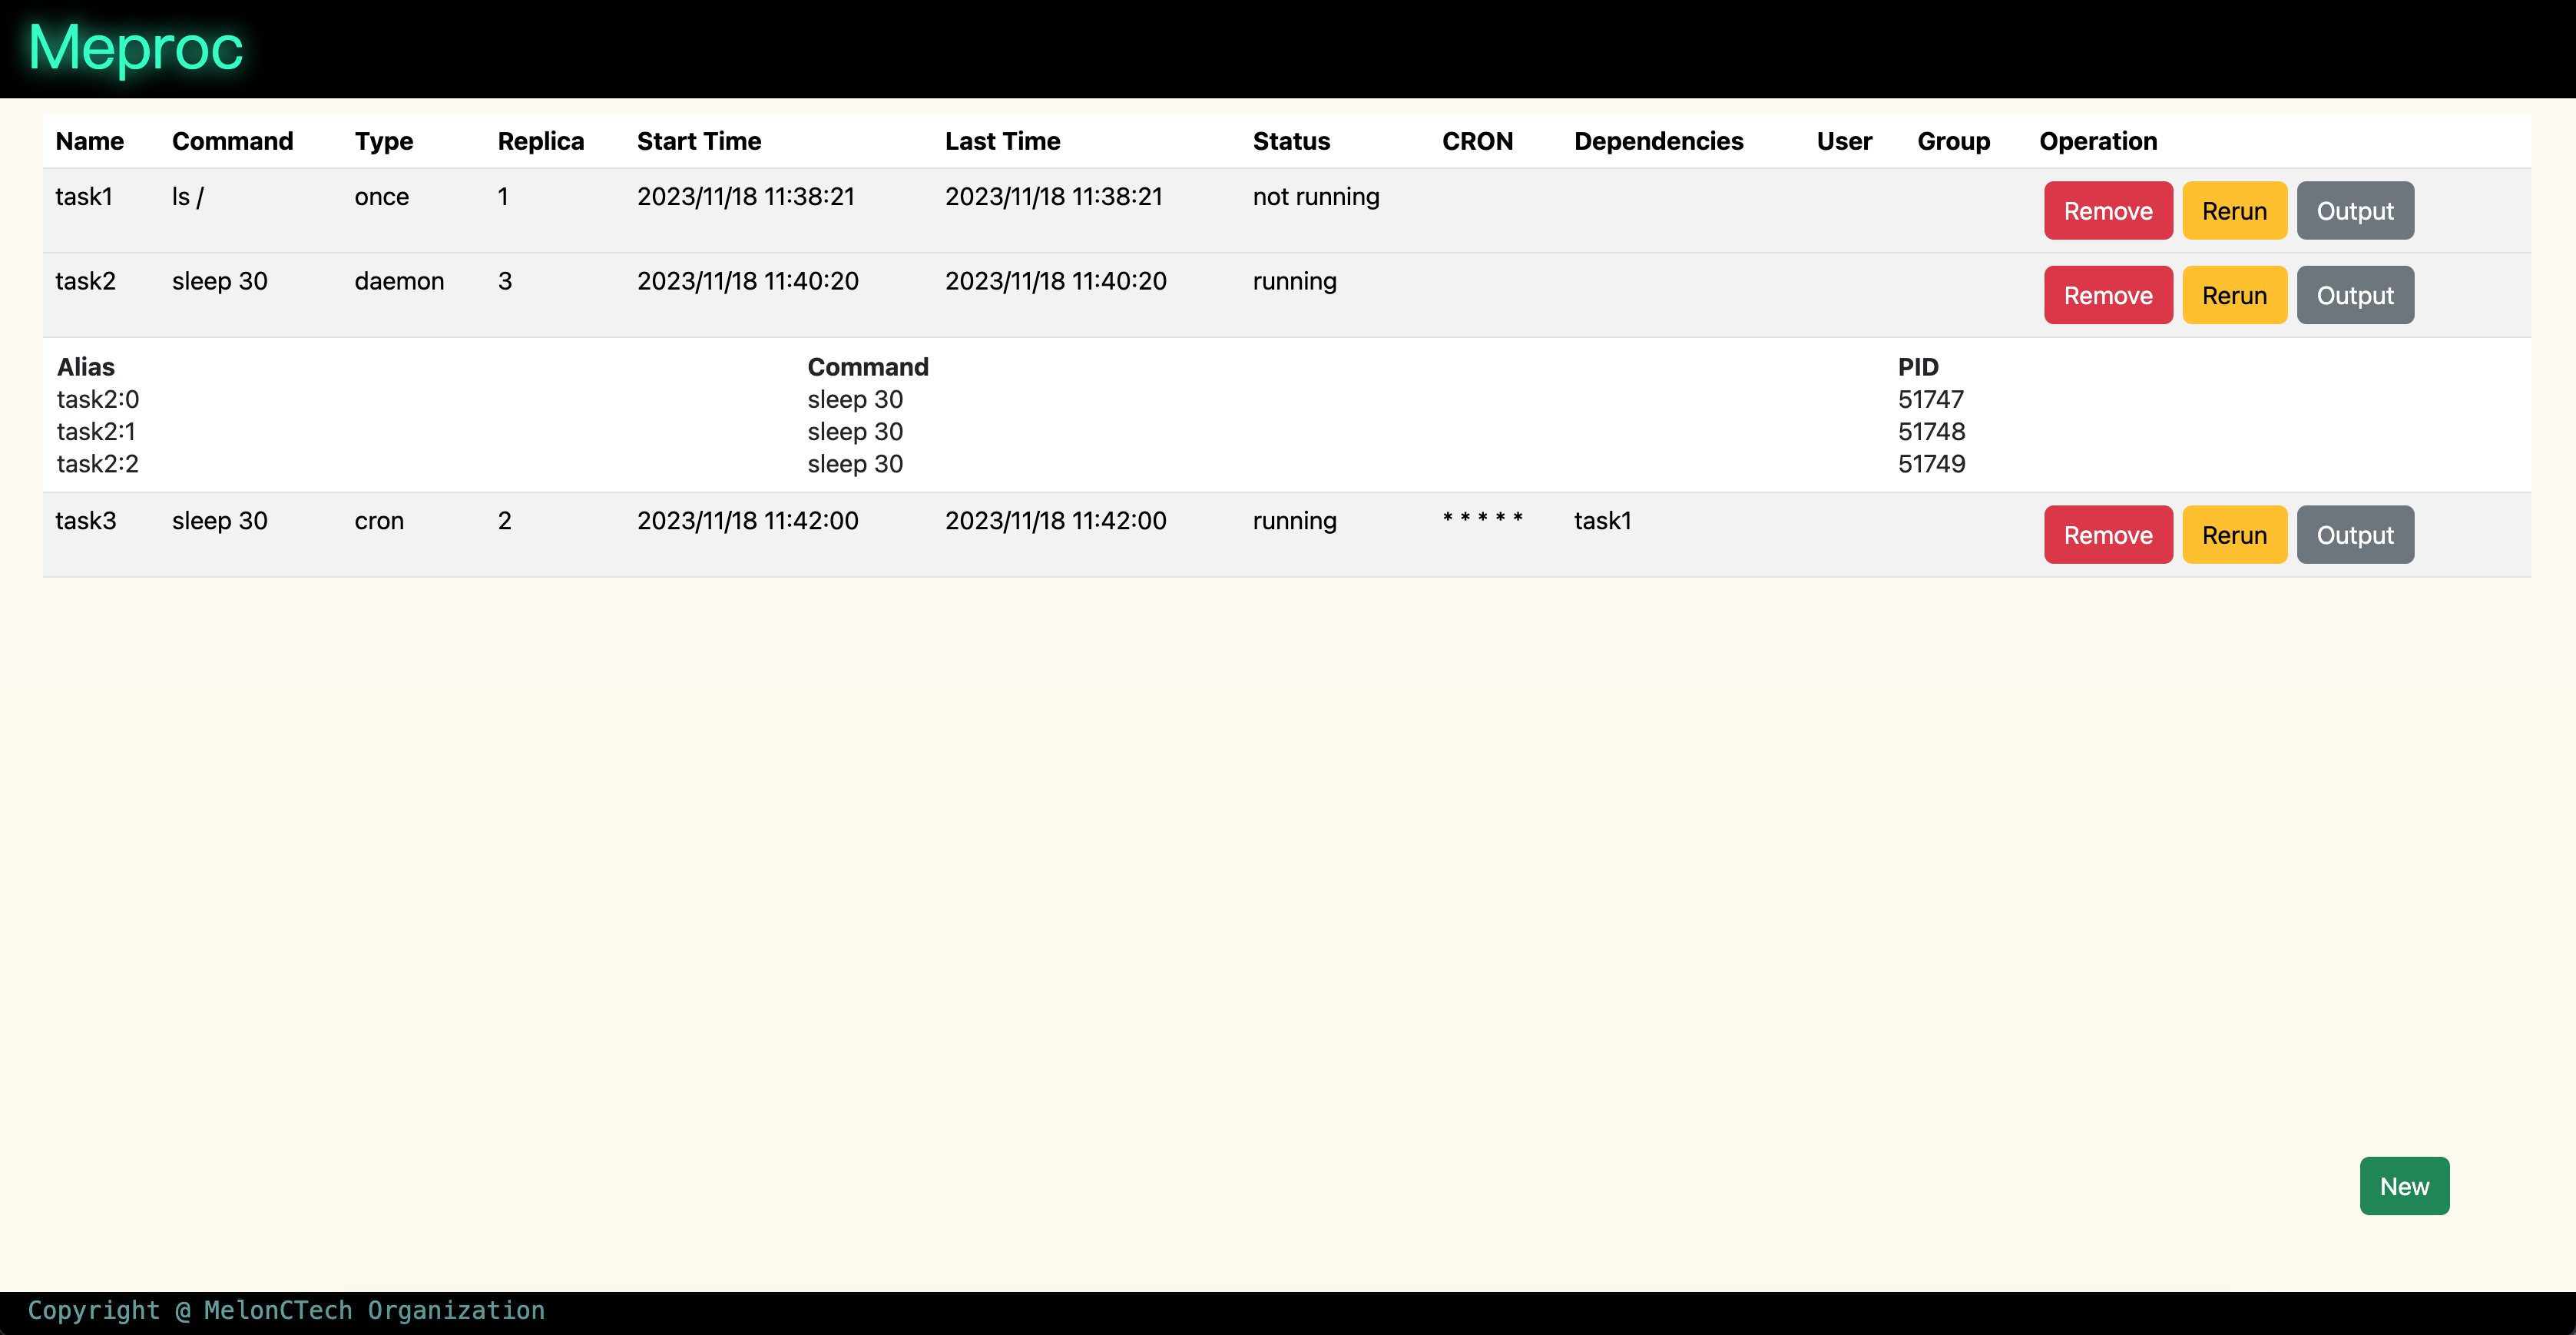 Meproc
Name Command Type Replica Start Time Last Time Status CRON Dependencies User Group Operation
task1 ls / once 1 2023/11/18 11:38:21 2023/11/18 11:38:21 not running Remove Rerun Output
task2 sleep 30 daemon 3 2023/11/18 11:40:20 2023/11/18 11:40:20 running Remove Rerun Output
Alias Command PID
task2:0 sleep 30 51747
task2:1 sleep 30 51748
task2:2 sleep 30 51749
task3 sleep 30 cron 2 2023/11/18 11:42:00 2023/11/18 11:42:00 running * * * * * task1 Remove Rerun Output
New
Copyright @ MelonCTech Organization